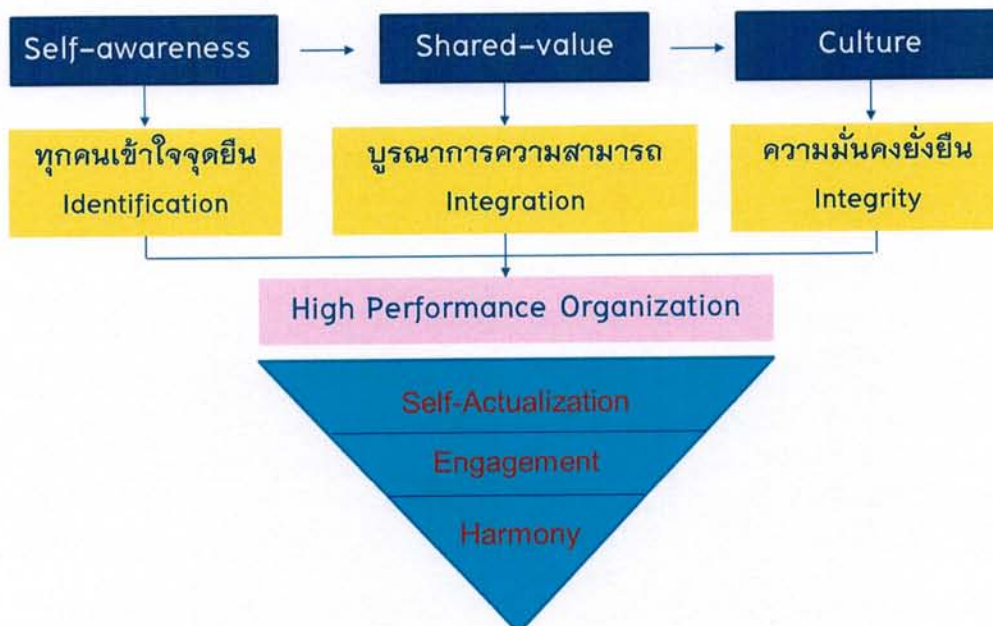 Self-awareness
Shared-value
Culture
ทุกคนเข้าใจจุดยืน
Identification
บูรณาการความสามารถ
Integration
ความมั่นคงยั่งยืน
Integrity
High Performance Organization
Self-Actualization
Engagement
Harmony